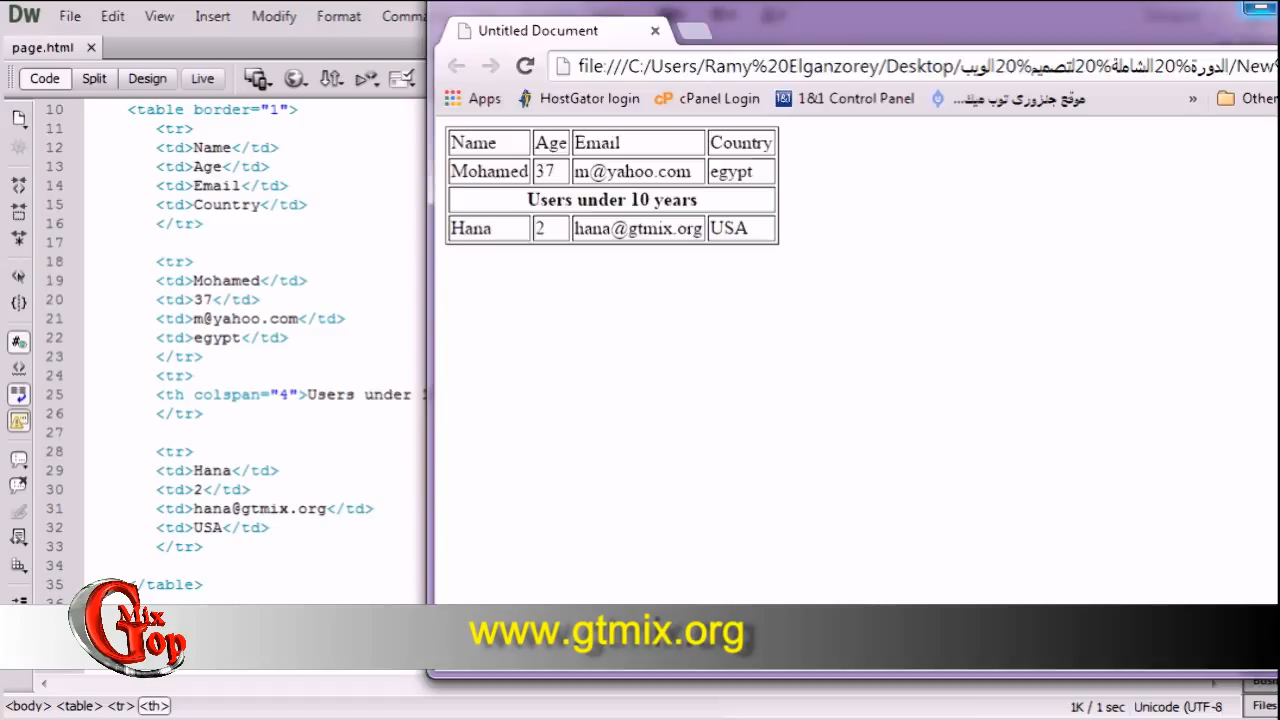 Dw File Edit View Insert Modify Format Comma
page.html
Code Split Design Live
10 <table border="1">
11 <tr>
12 <td>Name</td>
13 <td>Age</td>
14 <td>Email</td>
15 <td>Country</td>
16 </tr>
17
18 <tr>
19 <td>Mohamed</td>
20 <td>37</td>
21 <td>m@yahoo.com</td>
22 <td>egypt</td>
23 </tr>
24 <tr>
25 <th colspan="4">Users under
26 </tr>
27
28 <tr>
29 <td>Hana</td>
30 <td>2</td>
31 <td>hana@gtmix.org</td>
32 <td>USA</td>
33 </tr>
34
35 </table>
<body> <table> <tr> <th>
Untitled Document
file:///C:/Users/Ramy%20Elganzorey/Desktop/الدورة%20الشاملة%20لتصميم%20الويب/New%
Apps HostGator login cPanel Login 1&1 Control Panel موقع جنزورى توب ميك... » Other
Name Age Email Country
Mohamed 37 m@yahoo.com egypt
Users under 10 years
Hana 2 hana@gtmix.org USA
G Mix Top
www.gtmix.org
1K / 1 sec Unicode (UTF-8
Files